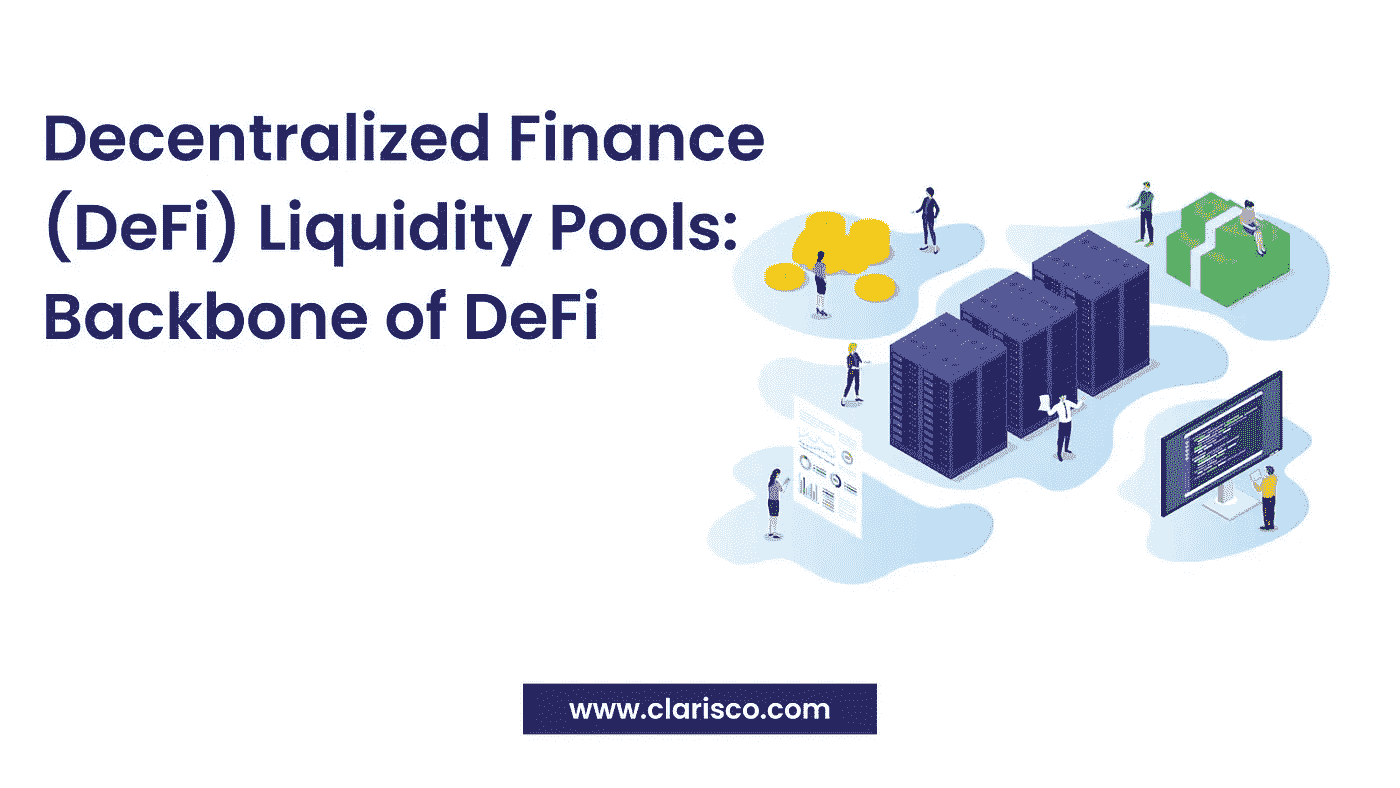 Decentralized Finance
(DeFi) Liquidity Pools:
Backbone of DeFi
www.clarisco.com